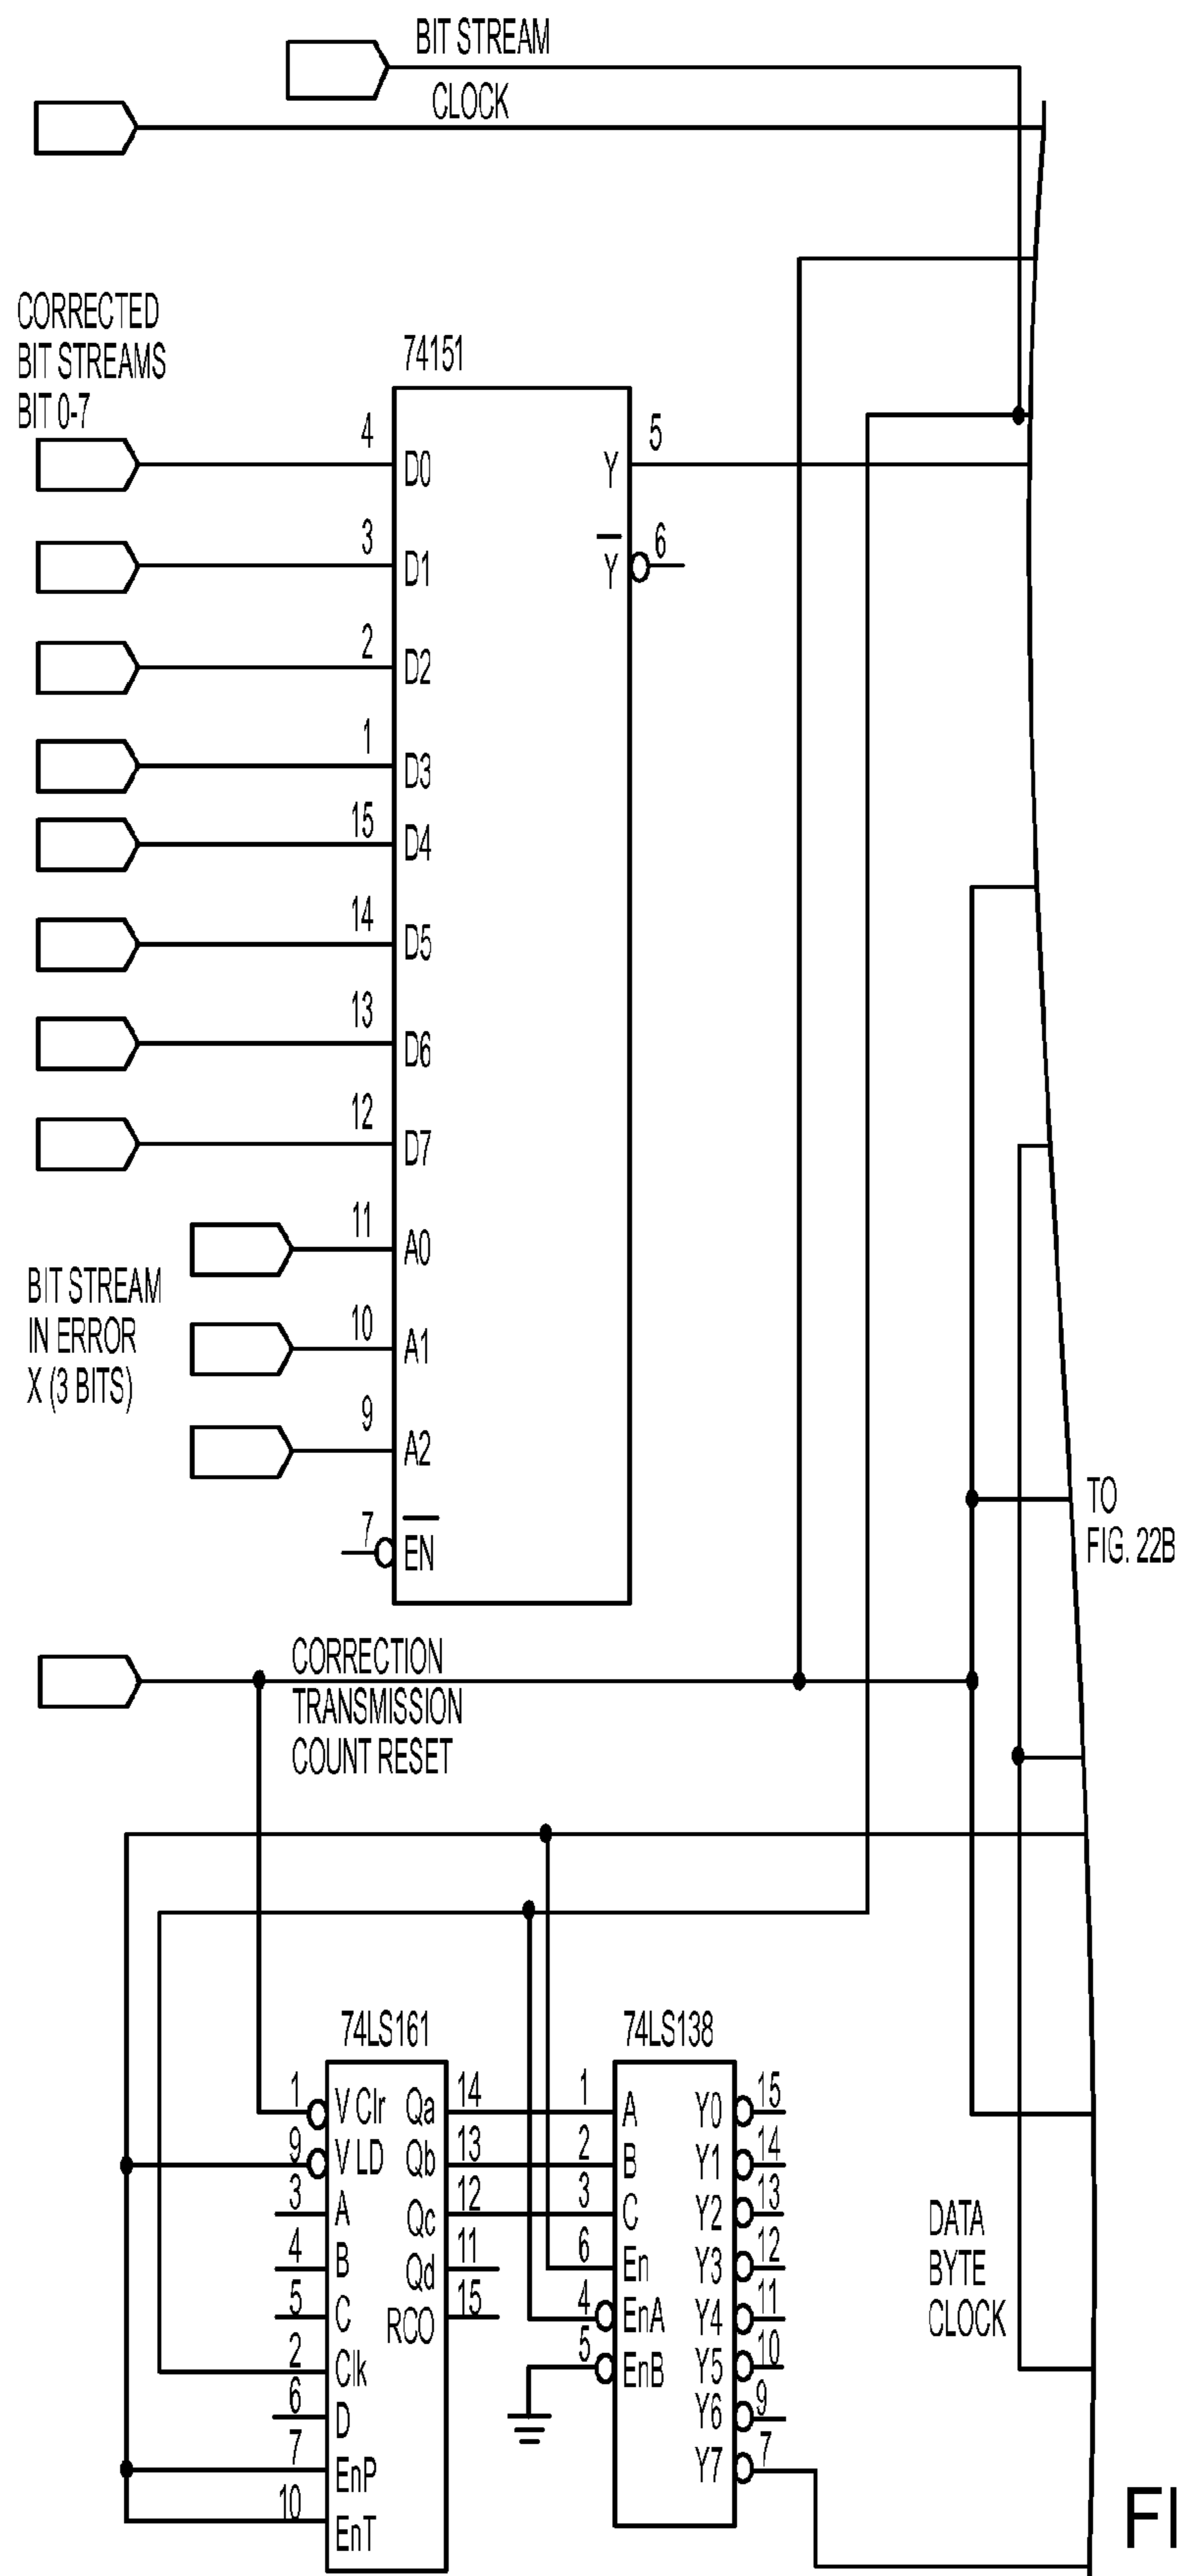 BIT STREAM
CLOCK
CORRECTED
BIT STREAMS
BIT 0-7
74151
4 D0 Y 5
3 D1 Y 6
2 D2
1 D3
15 D4
14 D5
13 D6
12 D7
11 A0
BIT STREAM
IN ERROR
X (3 BITS)
10 A1
9 A2
7 EN
TO
FIG. 22B
CORRECTION
TRANSMISSION
COUNT RESET
74LS161
1 V Clr Qa 14
9 V LD Qb 13
3 A Qc 12
4 B Qd 11
5 C RCO 15
2 Clk
6 D
7 EnP
10 EnT
74LS138
1 A Y0 15
2 B Y1 14
3 C Y2 13
6 En Y3 12
4 EnA Y4 11
5 EnB Y5 10
Y6 9
Y7 7
DATA
BYTE
CLOCK
FI